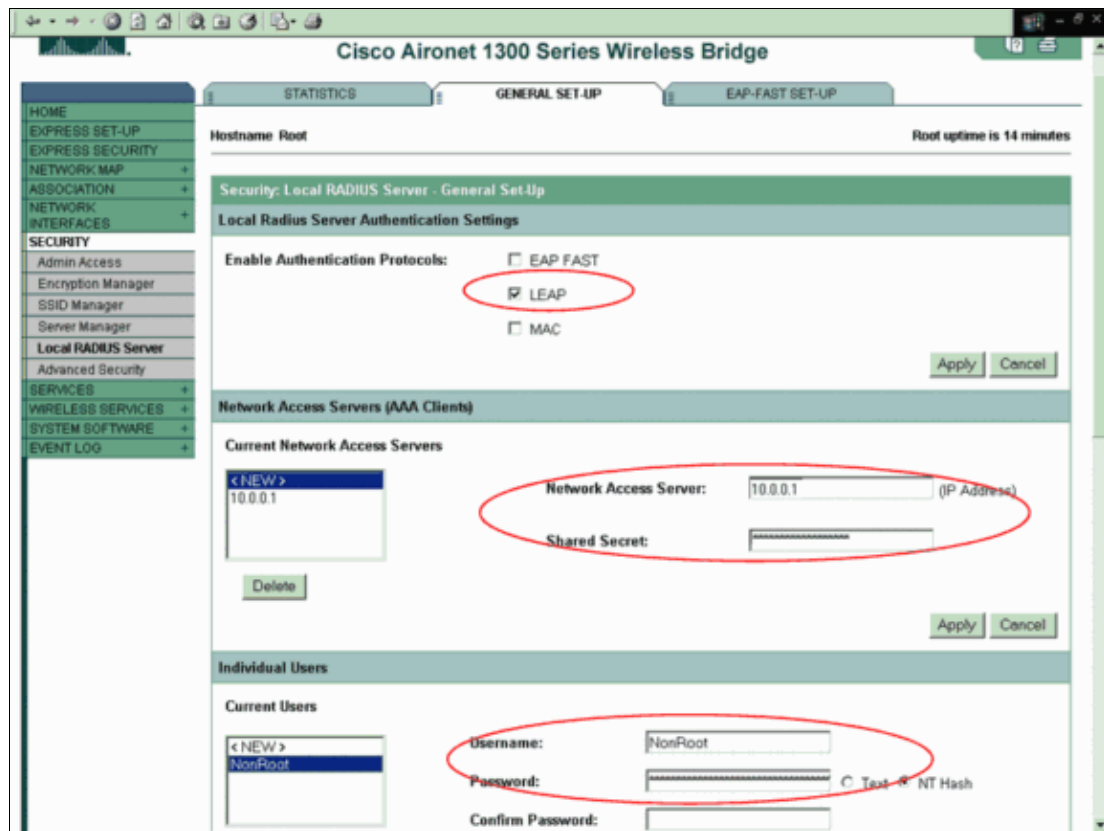 Cisco Aironet 1300 Series Wireless Bridge
STATISTICS
GENERAL SET-UP
EAP-FAST SET-UP
HOME
EXPRESS SET-UP
EXPRESS SECURITY
NETWORK MAP +
ASSOCIATION +
NETWORK
INTERFACES +
SECURITY
Admin Access
Encryption Manager
SSID Manager
Server Manager
Local RADIUS Server
Advanced Security
SERVICES +
WIRELESS SERVICES +
SYSTEM SOFTWARE +
EVENT LOG +
Hostname Root
Root uptime is 14 minutes
Security: Local RADIUS Server - General Set-Up
Local Radius Server Authentication Settings
Enable Authentication Protocols:
EAP FAST
LEAP
MAC
Apply Cancel
Network Access Servers (AAA Clients)
Current Network Access Servers
< NEW >
10.0.0.1
Delete
Network Access Server: 10.0.0.1 (IP Address)
Shared Secret:
Apply Cancel
Individual Users
Current Users
< NEW >
NonRoot
Username: NonRoot
Password: Text NT Hash
Confirm Password: